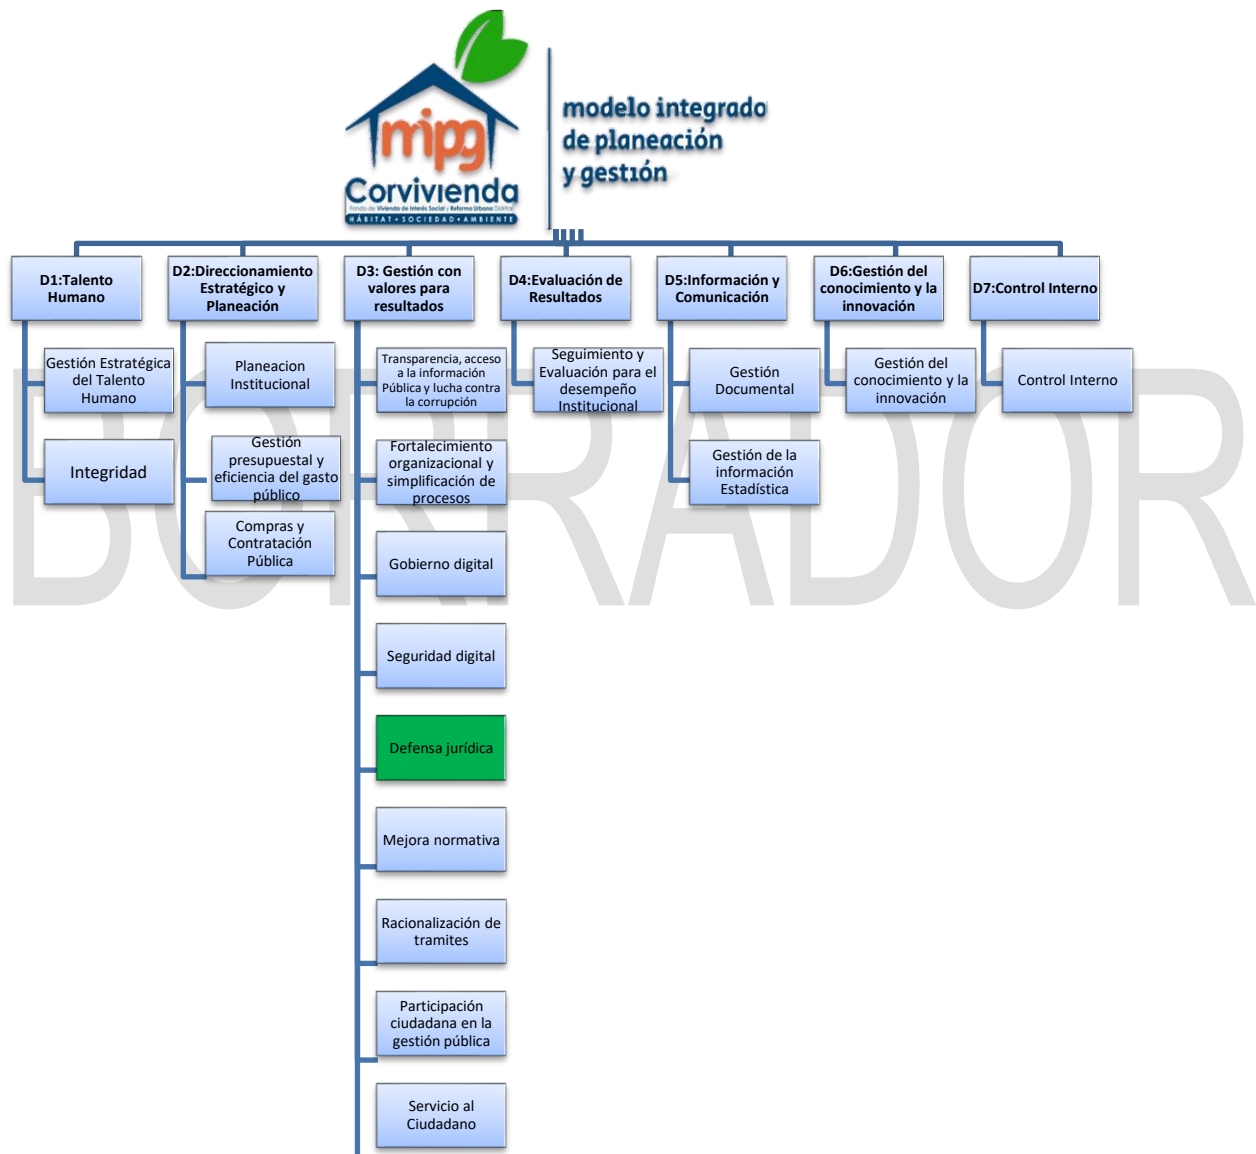 mipg
Corvivienda
Fondo de Vivienda de Interés Social y Reforma Urbana Distrital
HÁBITAT • SOCIEDAD • AMBIENTE
modelo integrado
de planeación
y gestión
D1:Talento
Humano
Gestión Estratégica
del Talento
Humano
Integridad
D2:Direccionamiento
Estratégico y
Planeación
Planeacion
Institucional
Gestión
presupuestal y
eficiencia del gasto
público
Compras y
Contratación
Pública
D3: Gestión con
valores para
resultados
Transparencia, acceso
a la información
Pública y lucha contra
la corrupción
Fortalecimiento
organizacional y
simplificación de
procesos
Gobierno digital
Seguridad digital
Defensa jurídica
Mejora normativa
Racionalización de
tramites
Participación
ciudadana en la
gestión pública
Servicio al
Ciudadano
D4:Evaluación de
Resultados
Seguimiento y
Evaluación para el
desempeño
Institucional
D5:Información y
Comunicación
Gestión
Documental
Gestión de la
información
Estadística
D6:Gestión del
conocimiento y la
innovación
Gestión del
conocimiento y la
innovación
D7:Control Interno
Control Interno
BORRADOR